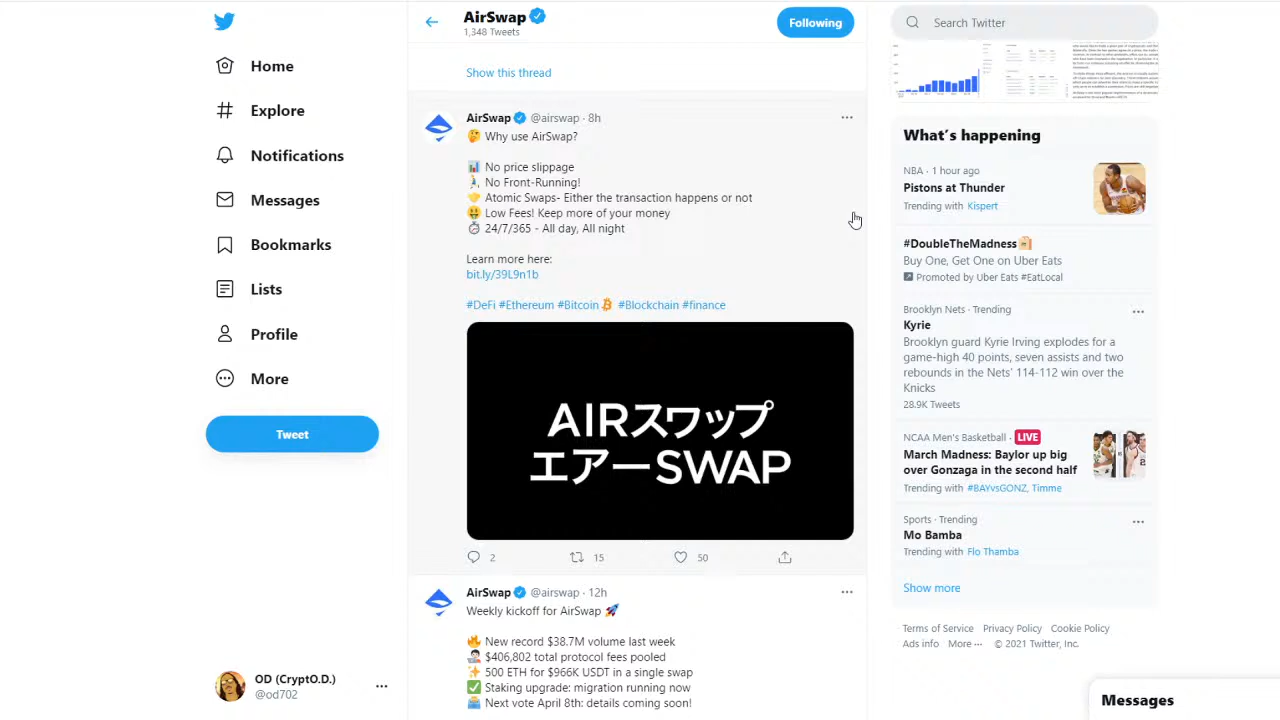 Home
Explore
Notifications
Messages
Bookmarks
Lists
Profile
More
Tweet
OD (CryptO.D.)
@od702
AirSwap
1,348 Tweets
Following
Show this thread
AirSwap @airswap · 8h
🤔 Why use AirSwap?
📊 No price slippage
No Front-Running!
🤝 Atomic Swaps- Either the transaction happens or not
🤑 Low Fees! Keep more of your money
⏱ 24/7/365 - All day, All night
Learn more here:
bit.ly/39L9n1b
#DeFi #Ethereum #Bitcoin #Blockchain #finance
AIRスワップ
エアーSWAP
2 15 50
AirSwap @airswap · 12h
Weekly kickoff for AirSwap 🚀
🔥 New record $38.7M volume last week
$406,802 total protocol fees pooled
✨ 500 ETH for $966K USDT in a single swap
✅ Staking upgrade: migration running now
🗳 Next vote April 8th: details coming soon!
Search Twitter
What's happening
NBA · 1 hour ago
Pistons at Thunder
Trending with Kispert
#DoubleTheMadness
Buy One, Get One on Uber Eats
Promoted by Uber Eats #EatLocal
Brooklyn Nets · Trending
Kyrie
Brooklyn guard Kyrie Irving explodes for a
game-high 40 points, seven assists and two
rebounds in the Nets' 114-112 win over the
Knicks
28.9K Tweets
NCAA Men's Basketball · LIVE
March Madness: Baylor up big
over Gonzaga in the second half
Trending with #BAYvsGONZ, Timme
Sports · Trending
Mo Bamba
Trending with Flo Thamba
Show more
Terms of Service Privacy Policy Cookie Policy
Ads info More ··· © 2021 Twitter, Inc.
Messages